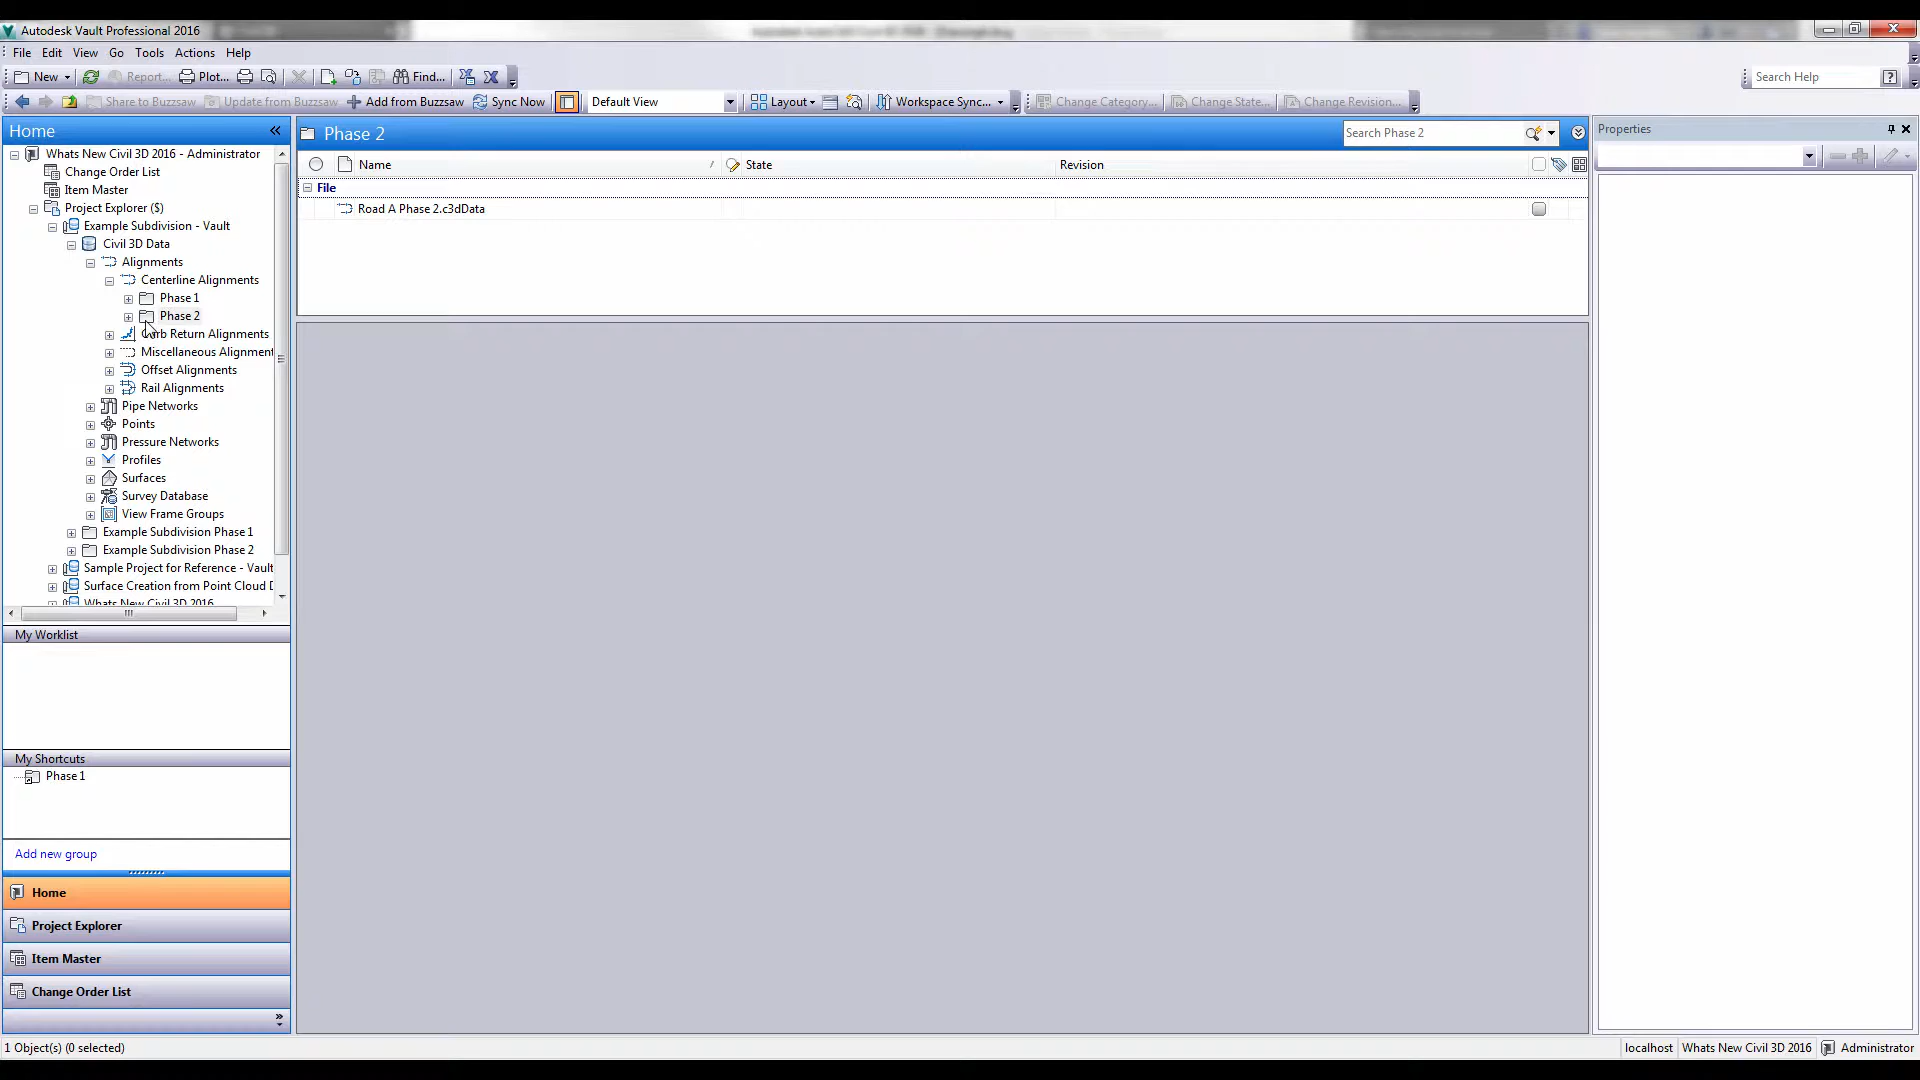 Autodesk Vault Professional 2016
File Edit View Go Tools Actions Help
New Report... Plot... Find... Search Help
Share to Buzzsaw Update from Buzzsaw Add from Buzzsaw Sync Now Default View Layout Workspace Sync... Change Category... Change State... Change Revision...
Home
Phase 2
Search Phase 2
Properties
Name State Revision
File
Road A Phase 2.c3dData
Whats New Civil 3D 2016 - Administrator
Change Order List
Item Master
Project Explorer ($)
Example Subdivision - Vault
Civil 3D Data
Alignments
Centerline Alignments
Phase 1
Phase 2
Curb Return Alignments
Miscellaneous Alignment
Offset Alignments
Rail Alignments
Pipe Networks
Points
Pressure Networks
Profiles
Surfaces
Survey Database
View Frame Groups
Example Subdivision Phase 1
Example Subdivision Phase 2
Sample Project for Reference - Vault
Surface Creation from Point Cloud D
Whats New Civil 3D 2016
My Worklist
My Shortcuts
Phase 1
Add new group
Home
Project Explorer
Item Master
Change Order List
1 Object(s) (0 selected)
localhost Whats New Civil 3D 2016 Administrator